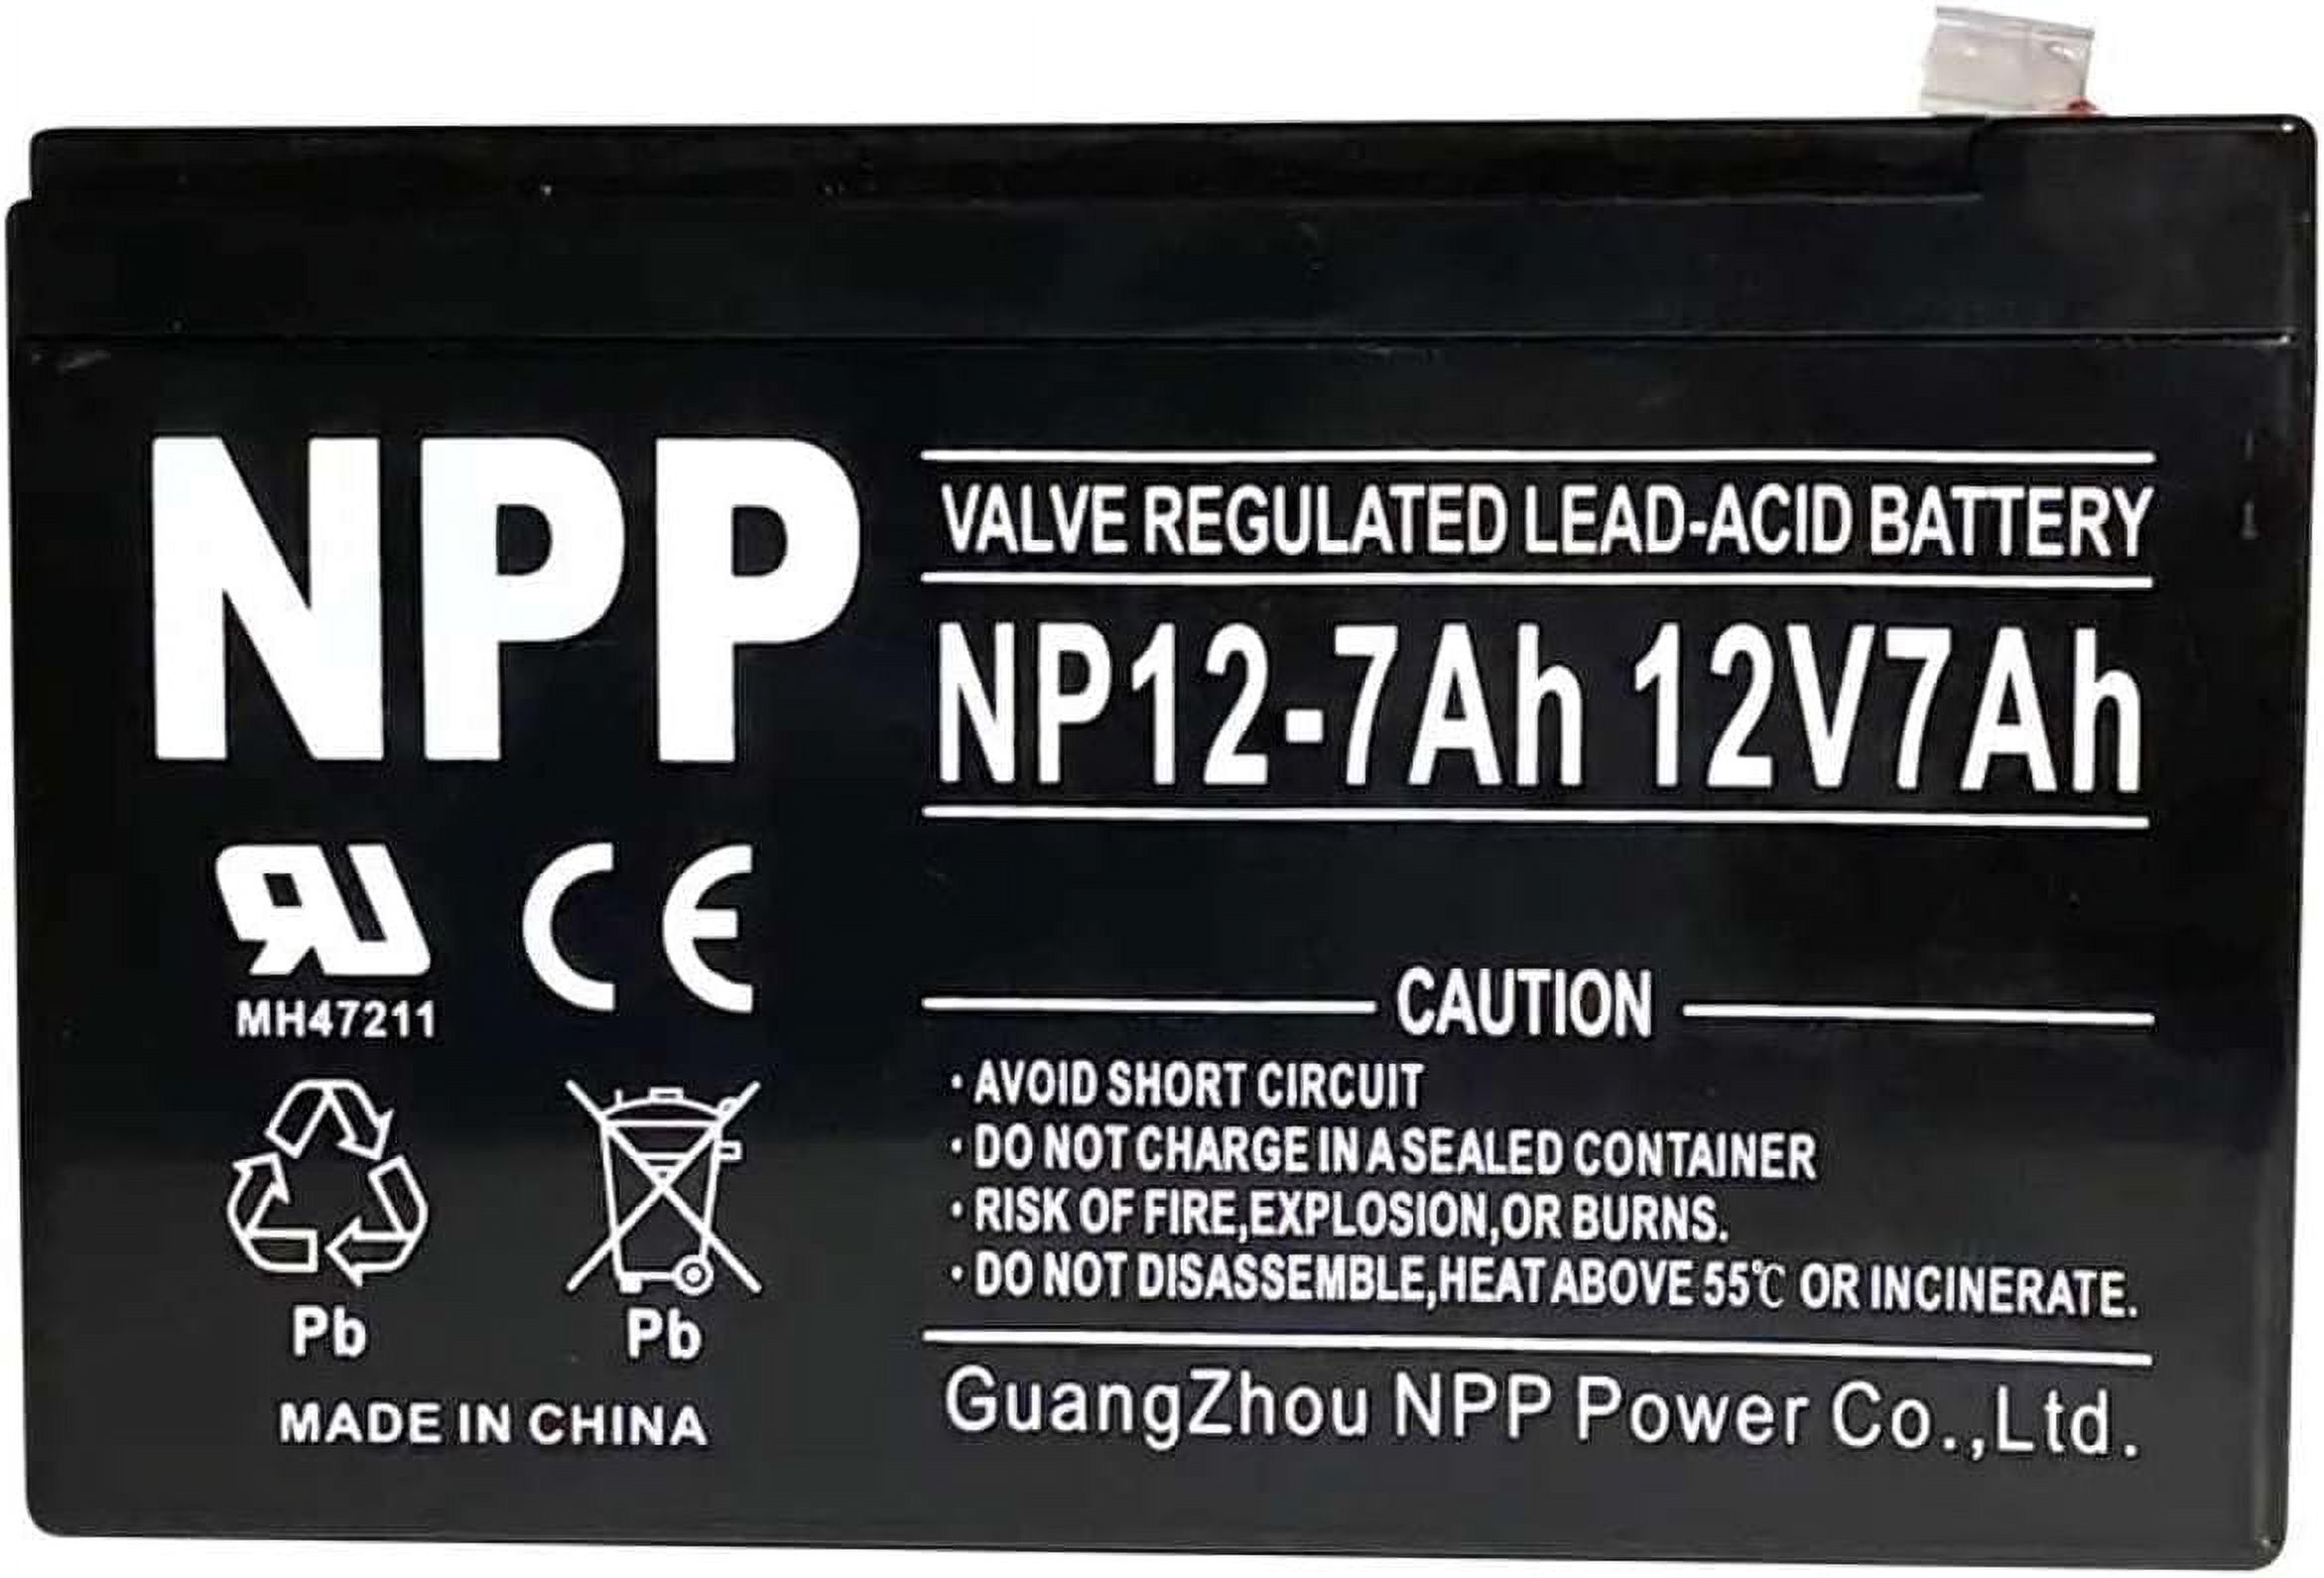 NPP
VALVE REGULATED LEAD-ACID BATTERY
NP12-7Ah 12V7Ah
RU
MH47211
CE
CAUTION
· AVOID SHORT CIRCUIT
· DO NOT CHARGE IN A SEALED CONTAINER
· RISK OF FIRE,EXPLOSION,OR BURNS.
· DO NOT DISASSEMBLE,HEAT ABOVE 55℃ OR INCINERATE.
Pb
Pb
MADE IN CHINA
GuangZhou NPP Power Co.,Ltd.